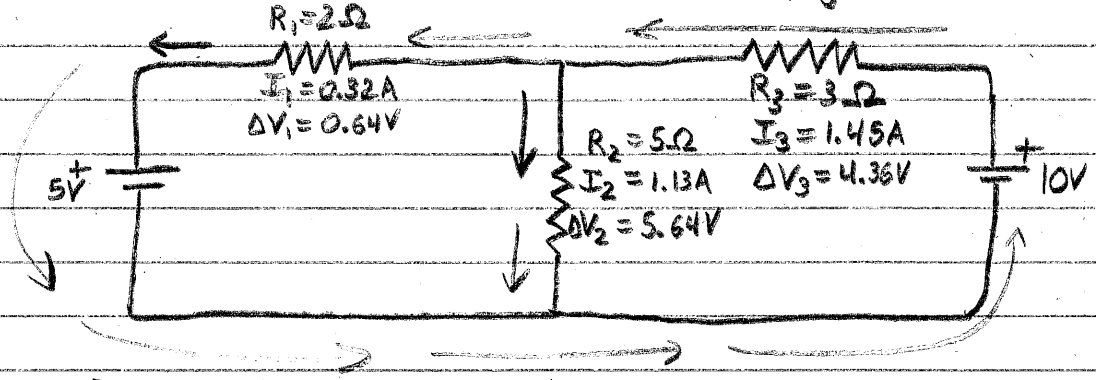 R₁=2Ω
I₁=0.32A
ΔV₁=0.64V
5V
+
R₂=5Ω
I₂=1.13A
ΔV₂=5.64V
R₃=3Ω
I₃=1.45A
ΔV₃=4.36V
+
10V